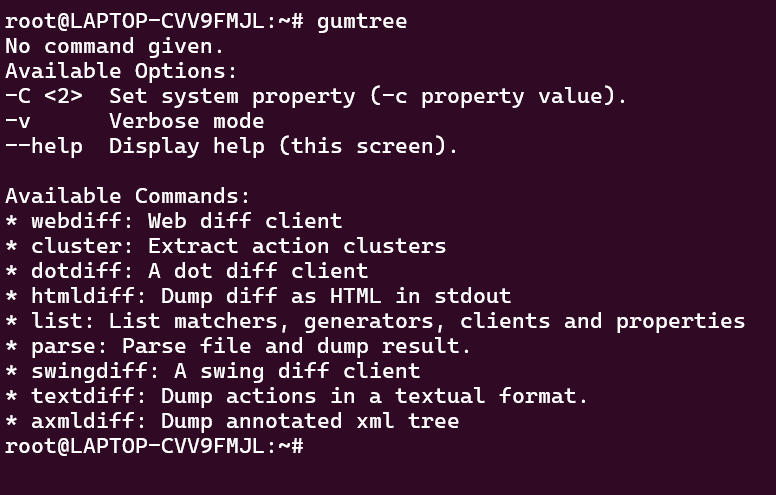 root@LAPTOP-CVV9FMJL:~# gumtree
No command given.
Available Options:
-C <2>  Set system property (-c property value).
-v      Verbose mode
--help  Display help (this screen).

Available Commands:
* webdiff: Web diff client
* cluster: Extract action clusters
* dotdiff: A dot diff client
* htmldiff: Dump diff as HTML in stdout
* list: List matchers, generators, clients and properties
* parse: Parse file and dump result.
* swingdiff: A swing diff client
* textdiff: Dump actions in a textual format.
* axmldiff: Dump annotated xml tree
root@LAPTOP-CVV9FMJL:~#